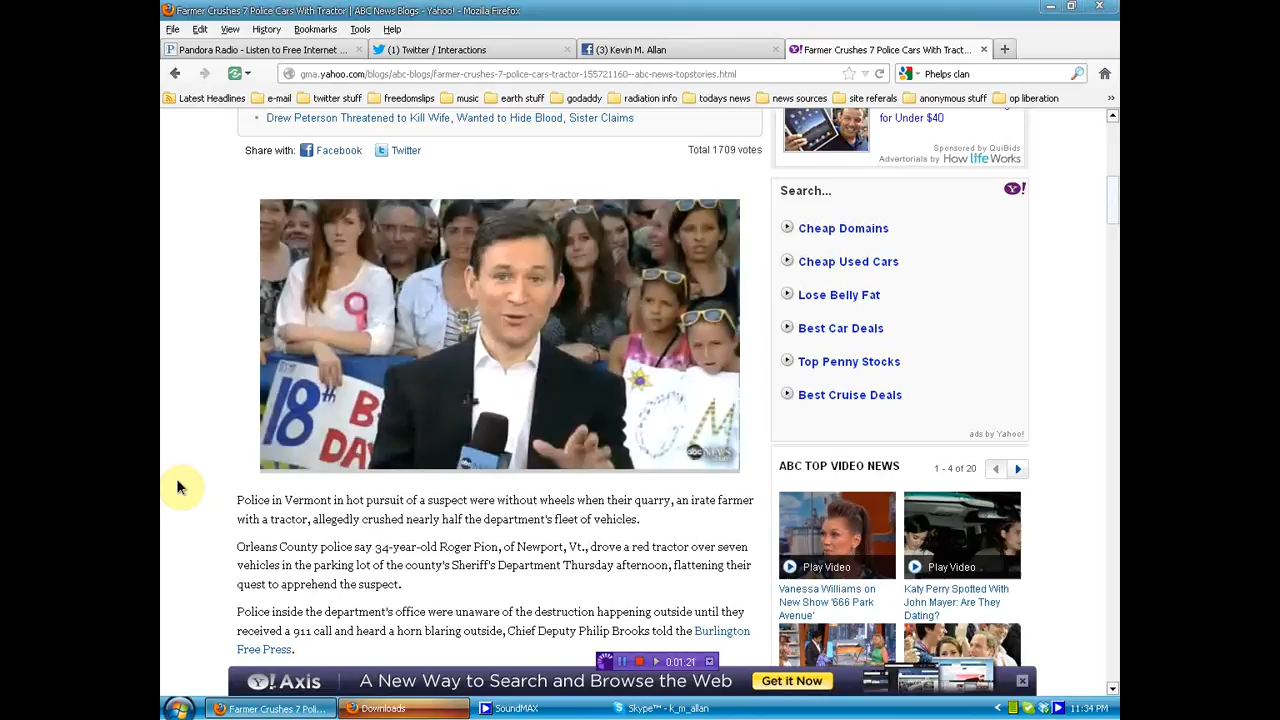 Farmer Crushes 7 Police Cars With Tractor | ABC News Blogs - Yahoo! - Mozilla Firefox
File Edit View History Bookmarks Tools Help
Pandora Radio - Listen to Free Internet ...
(1) Twitter / Interactions
(3) Kevin M. Allan
Farmer Crushes 7 Police Cars With Tract...
gma.yahoo.com/blogs/abc-blogs/farmer-crushes-7-police-cars-tractor-155721160--abc-news-topstories.html
Phelps clan
Latest Headlines e-mail twitter stuff freedomslips music earth stuff godaddy radiation info todays news news sources site referals anonymous stuff op liberation »
• Drew Peterson Threatened to Kill Wife, Wanted to Hide Blood, Sister Claims
Share with: Facebook Twitter Total 1709 votes
18th B
DAY
CM
abc NEWS
abc
Police in Vermont in hot pursuit of a suspect were without wheels when their quarry, an irate farmer
with a tractor, allegedly crushed nearly half the department's fleet of vehicles.
Orleans County police say 34-year-old Roger Pion, of Newport, Vt., drove a red tractor over seven
vehicles in the parking lot of the county's Sheriff's Department Thursday afternoon, flattening their
quest to apprehend the suspect.
Police inside the department's office were unaware of the destruction happening outside until they
received a 911 call and heard a horn blaring outside, Chief Deputy Philip Brooks told the Burlington
Free Press.
for Under $40
Sponsored by QuiBids
Advertorials by How life Works
Search... Y!
Cheap Domains
Cheap Used Cars
Lose Belly Fat
Best Car Deals
Top Penny Stocks
Best Cruise Deals
ads by Yahoo!
ABC TOP VIDEO NEWS 1 - 4 of 20
Play Video
Vanessa Williams on
New Show '666 Park
Avenue'
Play Video
Katy Perry Spotted With
John Mayer: Are They
Dating?
0:01:21
Y! Axis | A New Way to Search and Browse the Web Get it Now
Farmer Crushes 7 Poli...
Downloads
SoundMAX
Skype™ - k_m_allan
11:34 PM